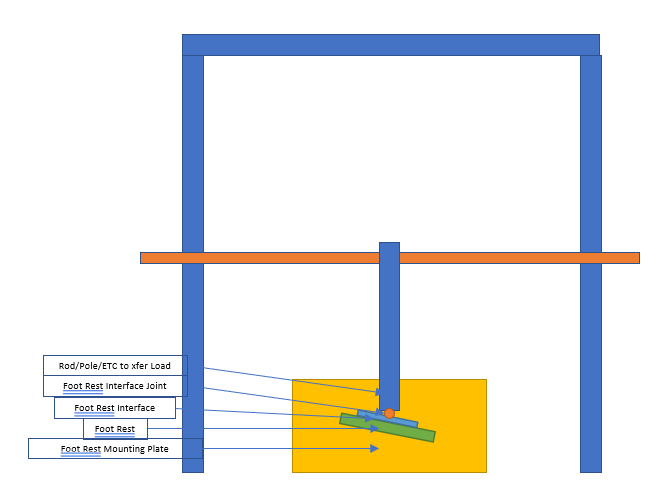 Rod/Pole/ETC to xfer Load
Foot Rest Interface Joint
Foot Rest Interface
Foot Rest
Foot Rest Mounting Plate